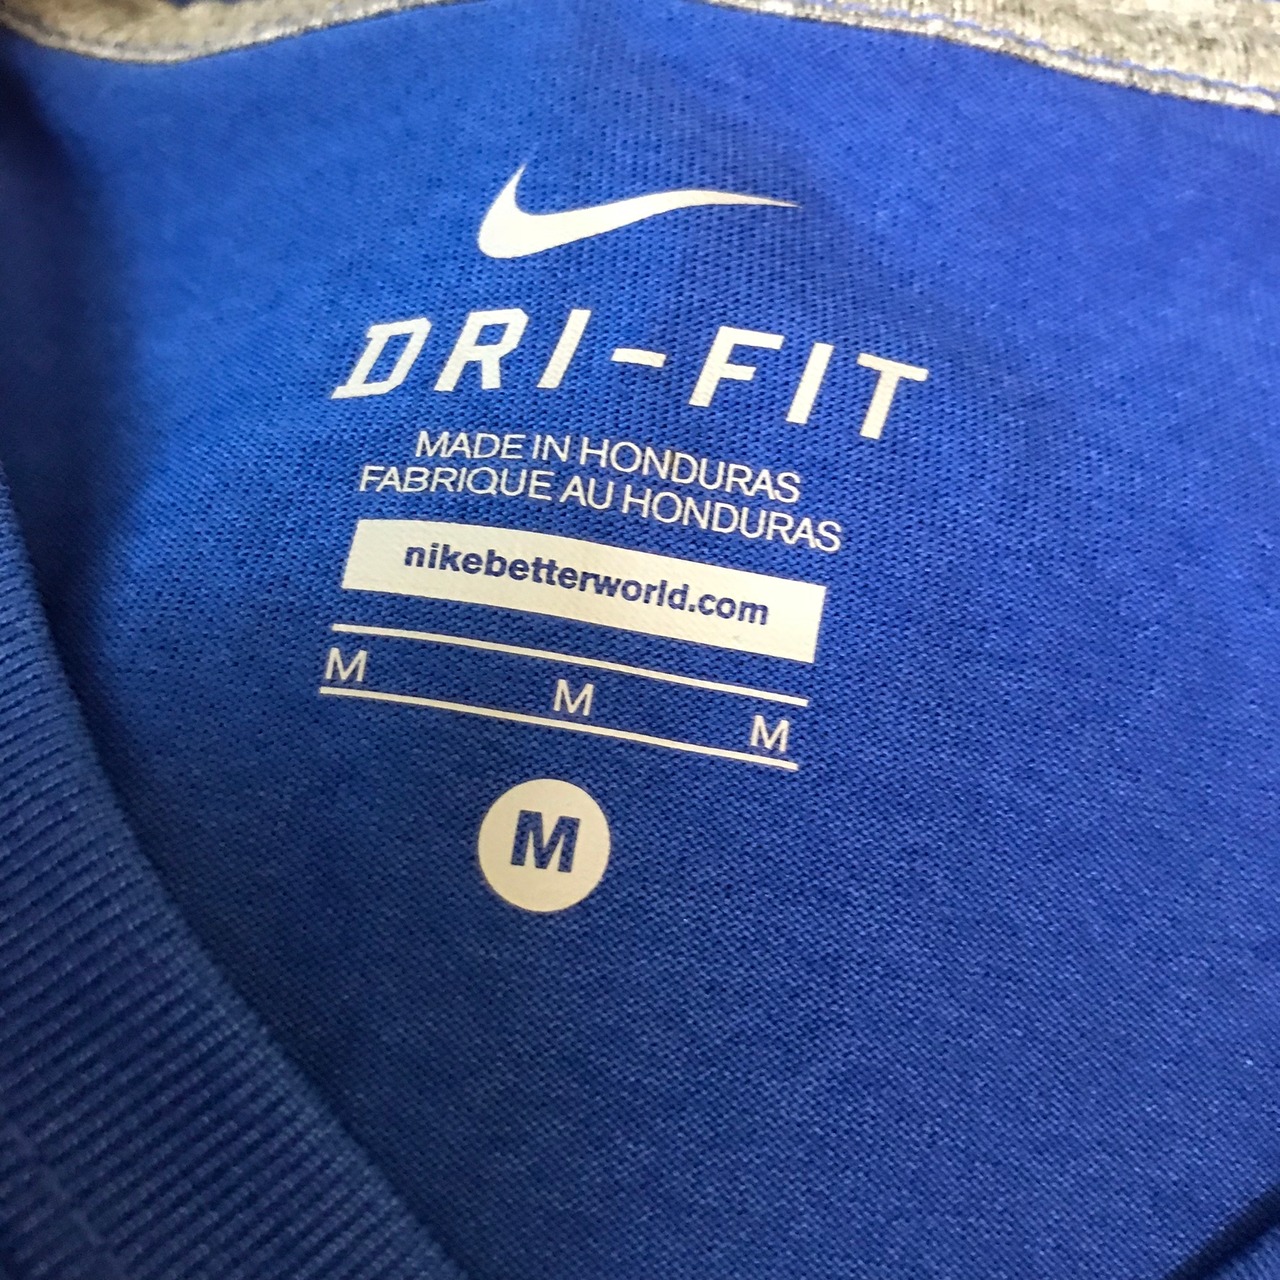 DRI-FIT
MADE IN HONDURAS
FABRIQUE AU HONDURAS
nikebetterworld.com
M M M
M